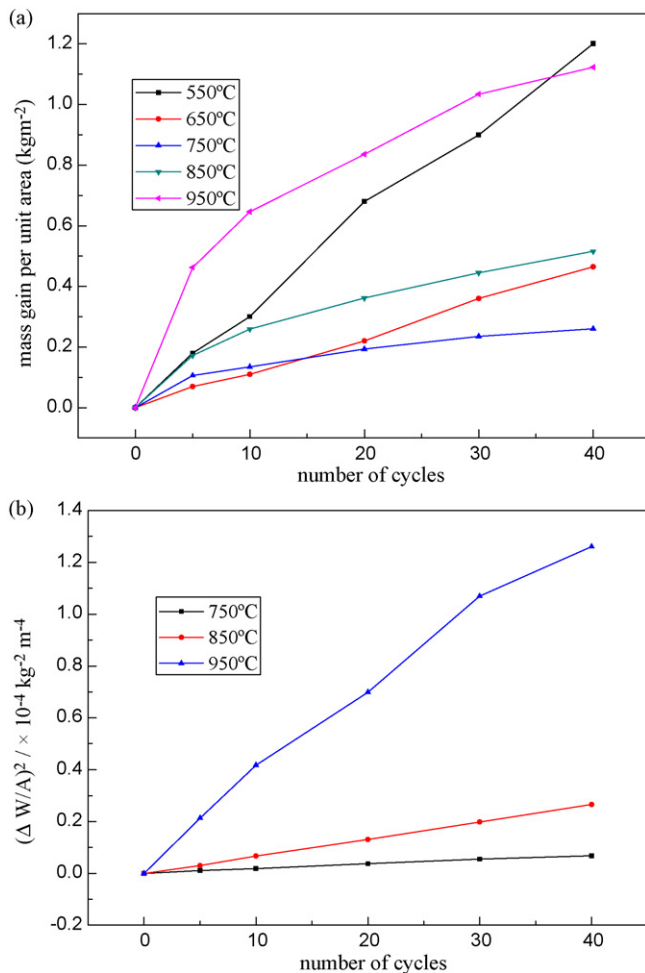 (a)
mass gain per unit area (kgm-2)
1.2
1.0
0.8
0.6
0.4
0.2
0.0
550ºC
650ºC
750ºC
850ºC
950ºC
0 10 20 30 40
number of cycles
(b)
(Δ W/A)² / × 10⁻⁴ kg⁻² m⁻⁴
1.4
1.2
1.0
0.8
0.6
0.4
0.2
0.0
-0.2
750ºC
850ºC
950ºC
0 10 20 30 40
number of cycles